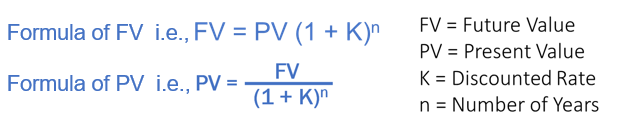 Formula of FV i.e., FV = PV (1 + K)ⁿ
Formula of PV i.e., PV = FV / (1 + K)ⁿ
FV = Future Value
PV = Present Value
K = Discounted Rate
n = Number of Years